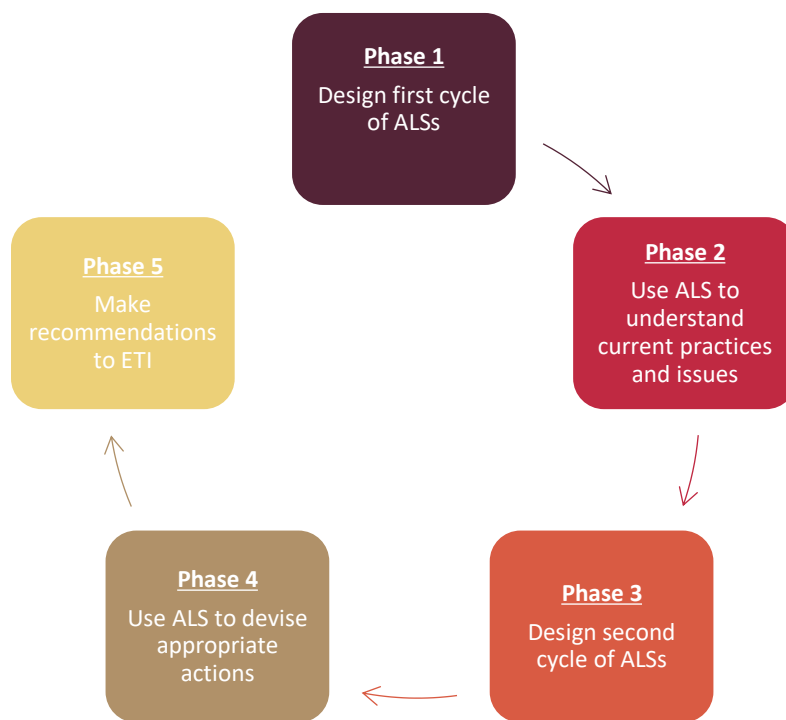 Phase 1
Design first cycle
of ALSs
Phase 2
Use ALS to
understand
current practices
and issues
Phase 3
Design second
cycle of ALSs
Phase 4
Use ALS to devise
appropriate
actions
Phase 5
Make
recommendations
to ETI